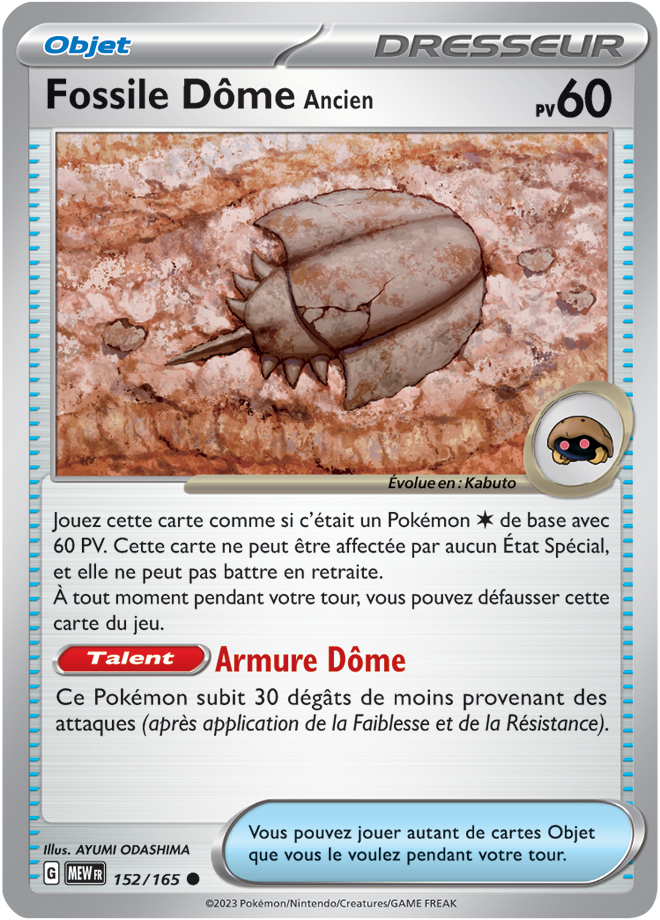 Objet
DRESSEUR
Fossile Dôme Ancien
PV 60
Évolue en : Kabuto
Jouez cette carte comme si c’était un Pokémon ✶ de base avec
60 PV. Cette carte ne peut être affectée par aucun État Spécial,
et elle ne peut pas battre en retraite.
À tout moment pendant votre tour, vous pouvez défausser cette
carte du jeu.
Talent Armure Dôme
Ce Pokémon subit 30 dégâts de moins provenant des
attaques (après application de la Faiblesse et de la Résistance).
Vous pouvez jouer autant de cartes Objet
que vous le voulez pendant votre tour.
Illus. AYUMI ODASHIMA
G MEW FR 152/165 ●
©2023 Pokémon/Nintendo/Creatures/GAME FREAK